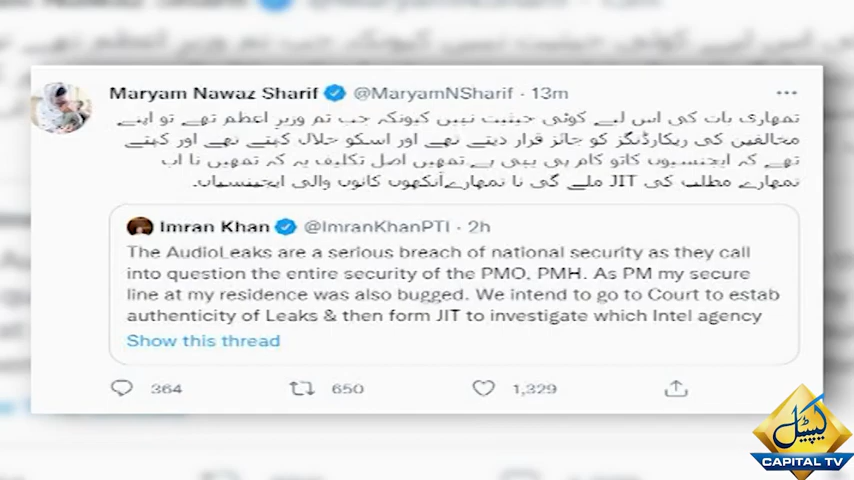 Maryam Nawaz Sharif @MaryamNSharif · 13m
تمھاری بات کی اس لیے کوئی حیثیت نہیں کیونکہ جب تم وزیر اعظم تھے تو اپنے
مخالفین کی ریکارڈنگز کو جائز قرار دیتے تھے اور اسکو حلال کہتے تھے اور کہتے
تھے کہ ایجنسیوں کاتو کام ہی یہی ہے۔تمھیں اصل تکلیف یہ کہ تمھیں نا اب
تمھارے مطلب کی JIT ملے گی نا تمھارےآنکھوں کانوں والی ایجنسیاں۔
Imran Khan @ImranKhanPTI · 2h
The AudioLeaks are a serious breach of national security as they call
into question the entire security of the PMO, PMH. As PM my secure
line at my residence was also bugged. We intend to go to Court to estab
authenticity of Leaks & then form JIT to investigate which Intel agency
Show this thread
364 650 1,329
کیپیٹل
CAPITAL TV